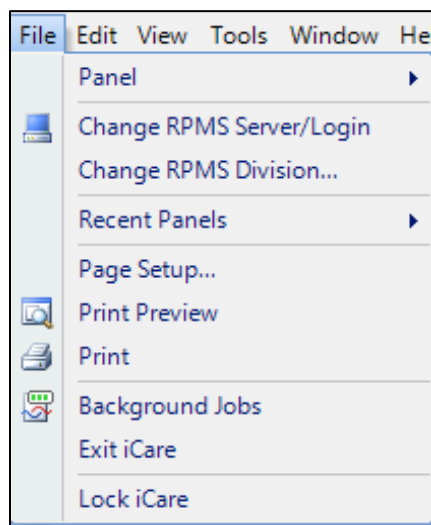 File Edit View Tools Window He
Panel
Change RPMS Server/Login
Change RPMS Division...
Recent Panels
Page Setup...
Print Preview
Print
Background Jobs
Exit iCare
Lock iCare